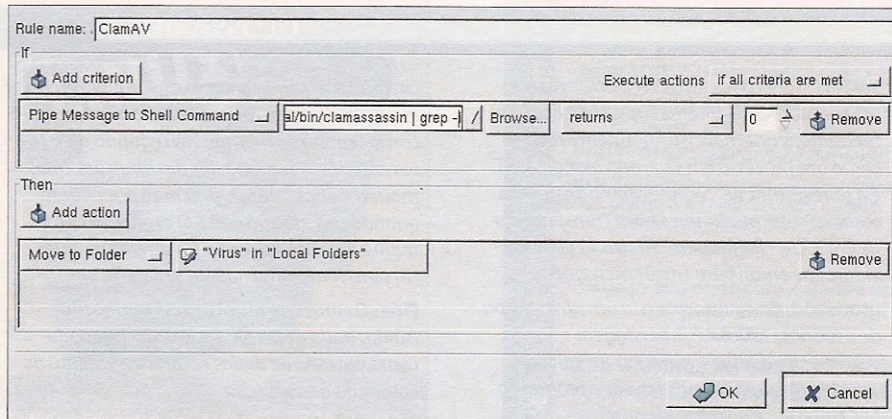 Rule name: ClamAV
If
Add criterion
Execute actions if all criteria are met
Pipe Message to Shell Command al/bin/clamassassin | grep -i / Browse... returns 0 Remove
Then
Add action
Move to Folder "Virus" in "Local Folders" Remove
OK Cancel